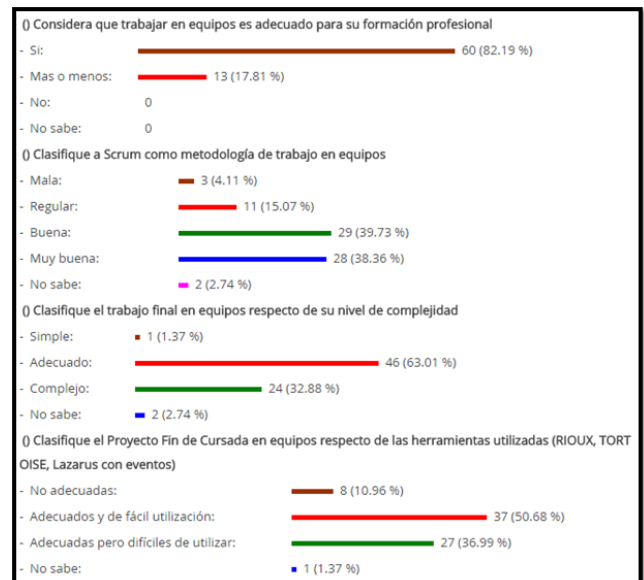 () Considera que trabajar en equipos es adecuado para su formación profesional
- Si: 60 (82.19 %)
- Mas o menos: 13 (17.81 %)
- No: 0
- No sabe: 0
() Clasifique a Scrum como metodología de trabajo en equipos
- Mala: 3 (4.11 %)
- Regular: 11 (15.07 %)
- Buena: 29 (39.73 %)
- Muy buena: 28 (38.36 %)
- No sabe: 2 (2.74 %)
() Clasifique el trabajo final en equipos respecto de su nivel de complejidad
- Simple: 1 (1.37 %)
- Adecuado: 46 (63.01 %)
- Complejo: 24 (32.88 %)
- No sabe: 2 (2.74 %)
() Clasifique el Proyecto Fin de Cursada en equipos respecto de las herramientas utilizadas (RIOUX, TORT
OISE, Lazarus con eventos)
- No adecuadas: 8 (10.96 %)
- Adecuados y de fácil utilización: 37 (50.68 %)
- Adecuadas pero difíciles de utilizar: 27 (36.99 %)
- No sabe: 1 (1.37 %)